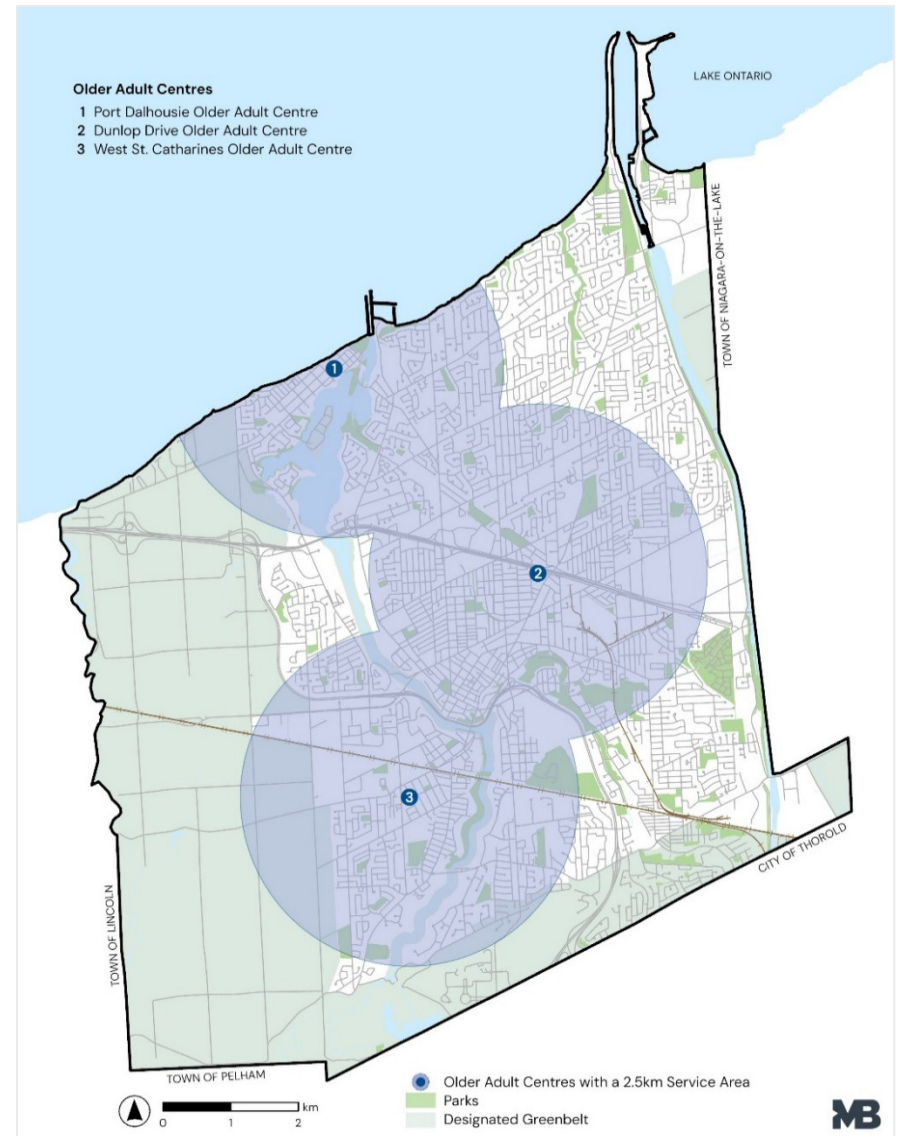 Older Adult Centres
1 Port Dalhousie Older Adult Centre
2 Dunlop Drive Older Adult Centre
3 West St. Catharines Older Adult Centre
LAKE ONTARIO
TOWN OF NIAGARA-ON-THE-LAKE
1
2
3
CITY OF THOROLD
TOWN OF LINCOLN
TOWN OF PELHAM
km
0 1 2
Older Adult Centres with a 2.5km Service Area
Parks
Designated Greenbelt
MB